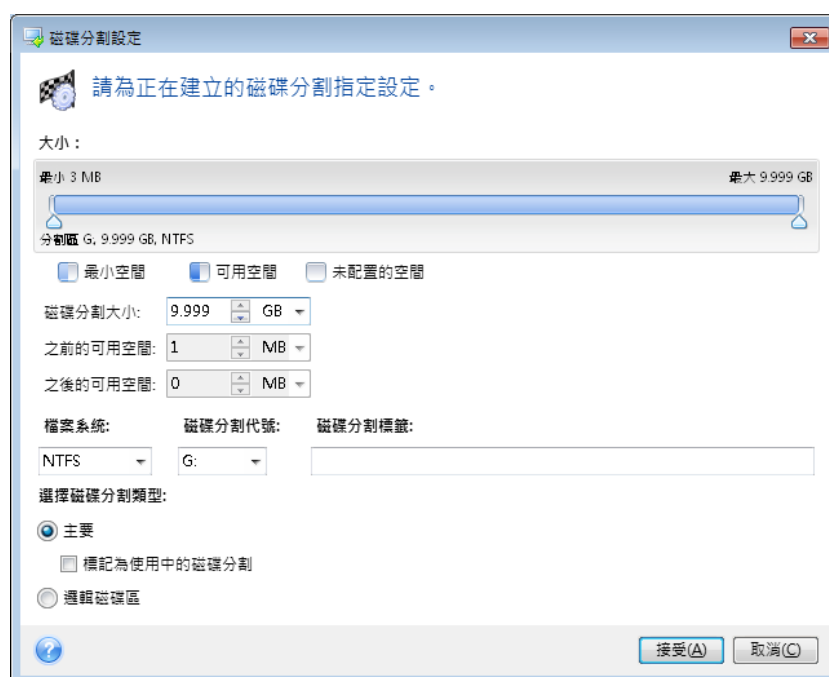 磁碟分割設定
請為正在建立的磁碟分割指定設定。
大小：
最小 3 MB 最大 9.999 GB
分割區 G, 9.999 GB, NTFS
最小空間 可用空間 未配置的空間
磁碟分割大小: 9.999 GB
之前的可用空間: 1 MB
之後的可用空間: 0 MB
檔案系統: 磁碟分割代號: 磁碟分割標籤:
NTFS G:
選擇磁碟分割類型:
主要
標記為使用中的磁碟分割
邏輯磁碟區
? 接受(A) 取消(C)